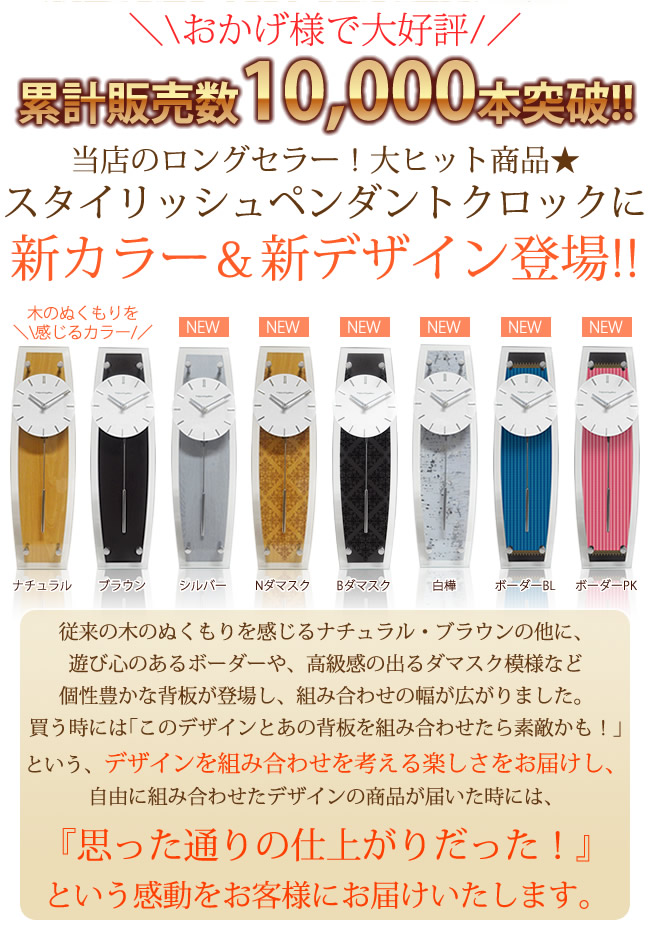 ＼\おかげ様で大好評/／
累計販売数10,000本突破!!
当店のロングセラー！大ヒット商品★
スタイリッシュペンダントクロックに
新カラー＆新デザイン登場!!
木のぬくもりを
＼\感じるカラー/／
NEW NEW NEW NEW NEW NEW
ナチュラル ブラウン シルバー Nダマスク Bダマスク 白樺 ボーダーBL ボーダーPK
従来の木のぬくもりを感じるナチュラル・ブラウンの他に、
遊び心のあるボーダーや、高級感の出るダマスク模様など
個性豊かな背板が登場し、組み合わせの幅が広がりました。
買う時には「このデザインとあの背板を組み合わせたら素敵かも！」
という、デザインを組み合わせを考える楽しさをお届けし、
自由に組み合わせたデザインの商品が届いた時には、
『思った通りの仕上がりだった！』
という感動をお客様にお届けいたします。